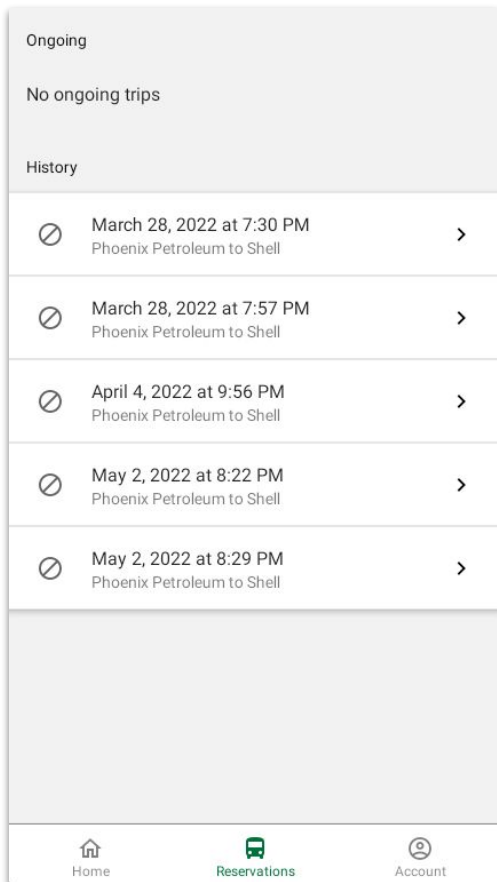 Ongoing
No ongoing trips
History
March 28, 2022 at 7:30 PM
Phoenix Petroleum to Shell
March 28, 2022 at 7:57 PM
Phoenix Petroleum to Shell
April 4, 2022 at 9:56 PM
Phoenix Petroleum to Shell
May 2, 2022 at 8:22 PM
Phoenix Petroleum to Shell
May 2, 2022 at 8:29 PM
Phoenix Petroleum to Shell
Home Reservations Account